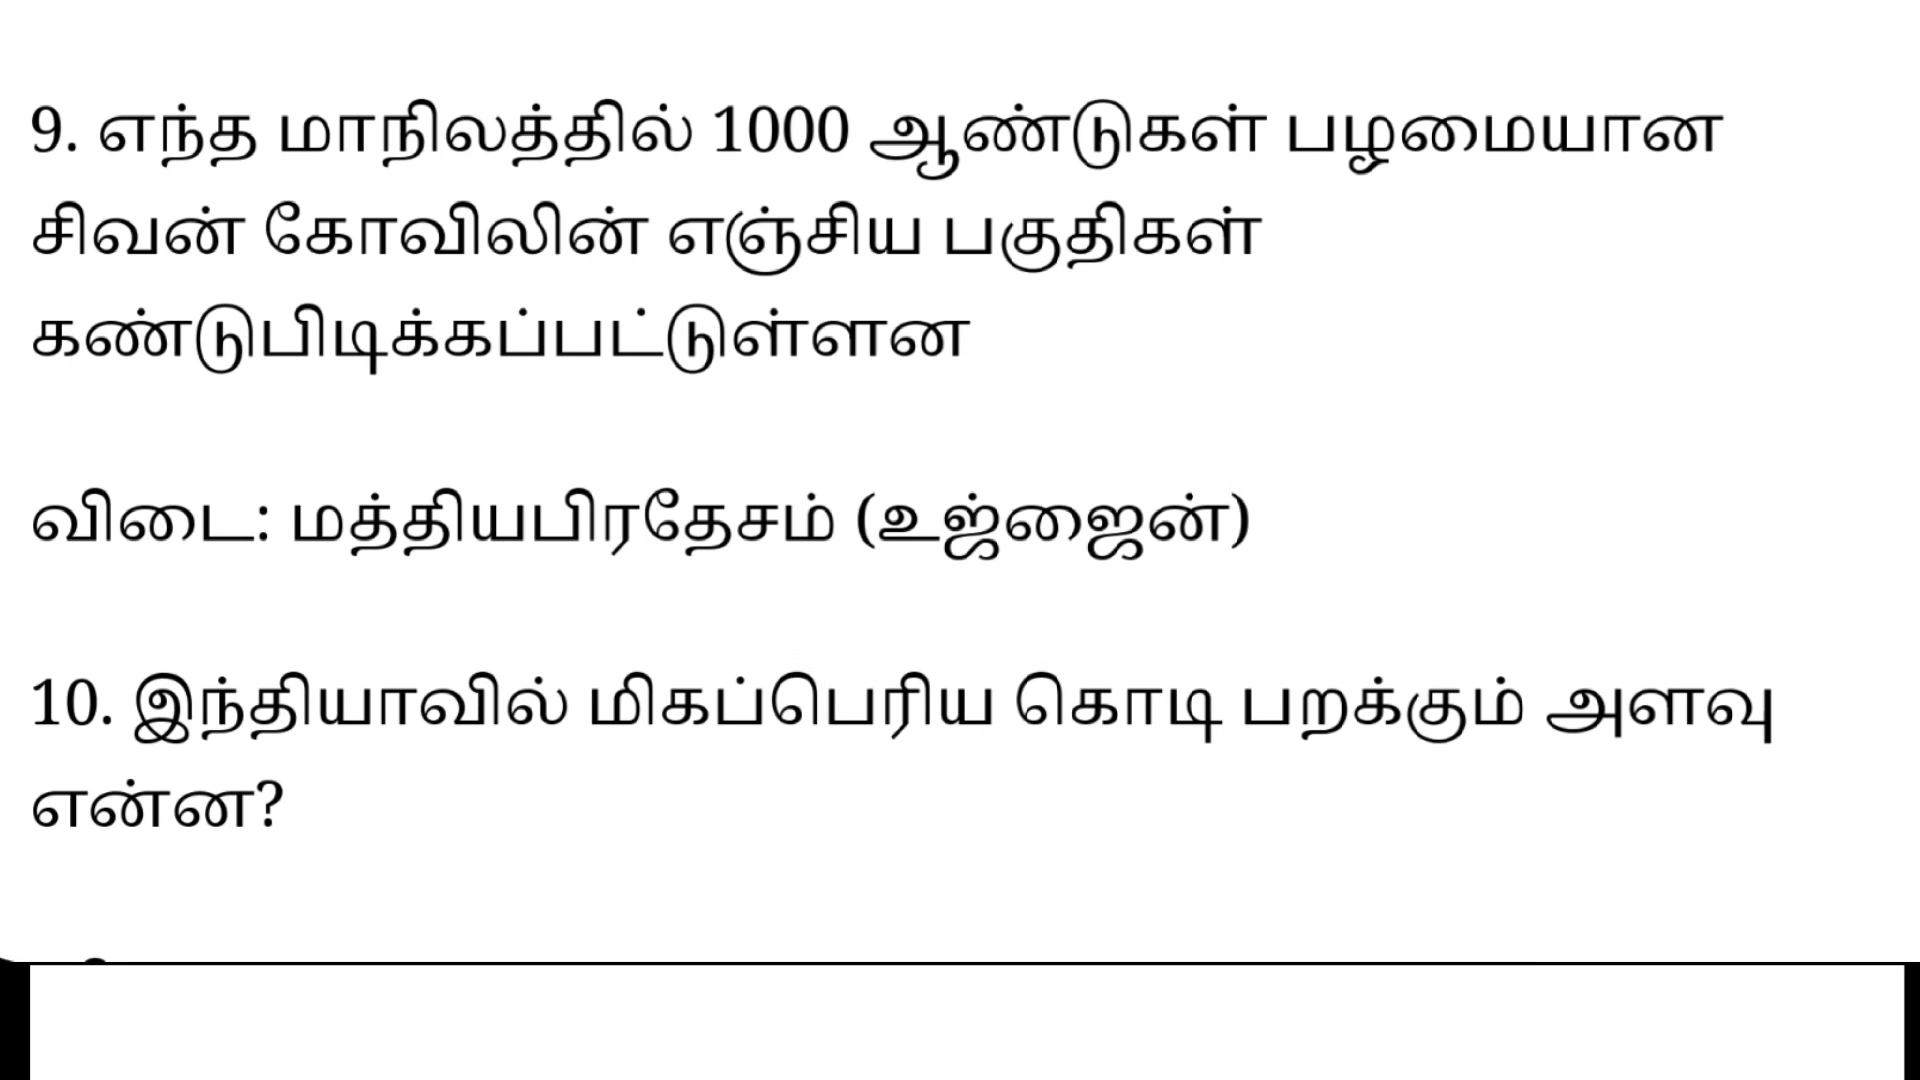 9. எந்த மாநிலத்தில் 1000 ஆண்டுகள் பழமையான
சிவன் கோவிலின் எஞ்சிய பகுதிகள்
கண்டுபிடிக்கப்பட்டுள்ளன
விடை: மத்தியபிரதேசம் (உஜ்ஜைன்)
10. இந்தியாவில் மிகப்பெரிய கொடி பறக்கும் அளவு
என்ன?